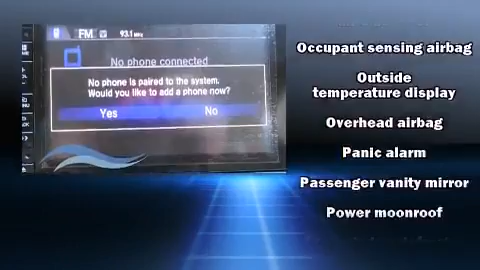 FM 93.1 MHz
No phone connected
No phone is paired to the system.
Would you like to add a phone now?
Yes No
Occupant sensing airbag
Outside
temperature display
Overhead airbag
Panic alarm
Passenger vanity mirror
Power moonroof